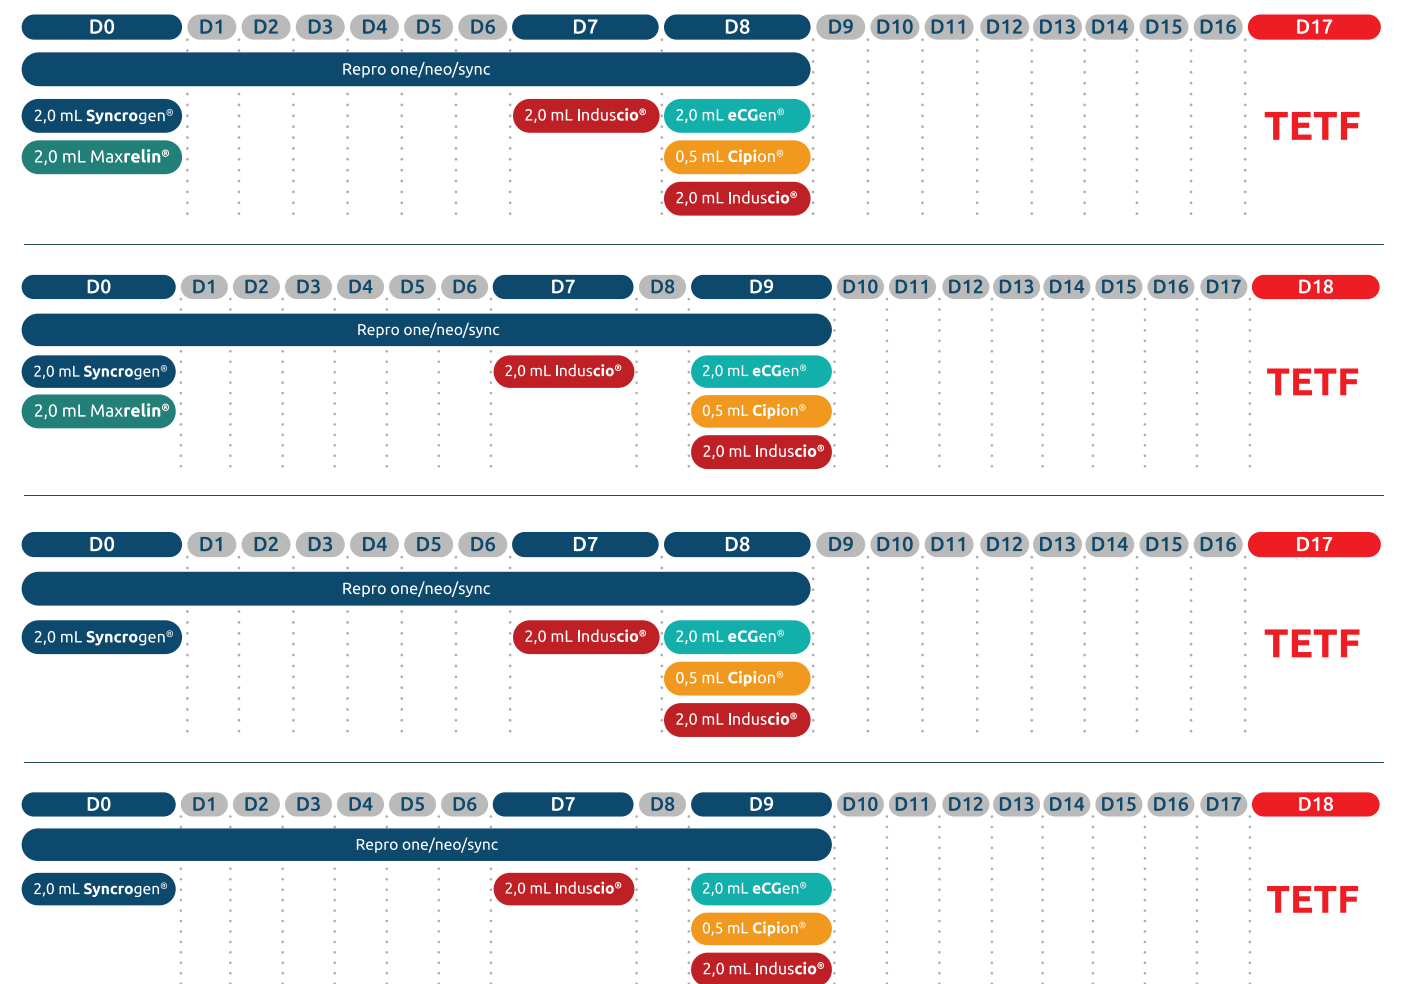 D0 D1 D2 D3 D4 D5 D6 D7 D8 D9 D10 D11 D12 D13 D14 D15 D16 D17
Repro one/neo/sync
2,0 mL Syncrogen® 2,0 mL Induscio® 2,0 mL eCGen®
TETF
2,0 mL Maxrelin® 0,5 mL Cipion®
2,0 mL Induscio®
D0 D1 D2 D3 D4 D5 D6 D7 D8 D9 D10 D11 D12 D13 D14 D15 D16 D17 D18
Repro one/neo/sync
2,0 mL Syncrogen® 2,0 mL Induscio® 2,0 mL eCGen®
TETF
2,0 mL Maxrelin® 0,5 mL Cipion®
2,0 mL Induscio®
D0 D1 D2 D3 D4 D5 D6 D7 D8 D9 D10 D11 D12 D13 D14 D15 D16 D17
Repro one/neo/sync
2,0 mL Syncrogen® 2,0 mL Induscio® 2,0 mL eCGen®
TETF
0,5 mL Cipion®
2,0 mL Induscio®
D0 D1 D2 D3 D4 D5 D6 D7 D8 D9 D10 D11 D12 D13 D14 D15 D16 D17 D18
Repro one/neo/sync
2,0 mL Syncrogen® 2,0 mL Induscio® 2,0 mL eCGen®
TETF
0,5 mL Cipion®
2,0 mL Induscio®